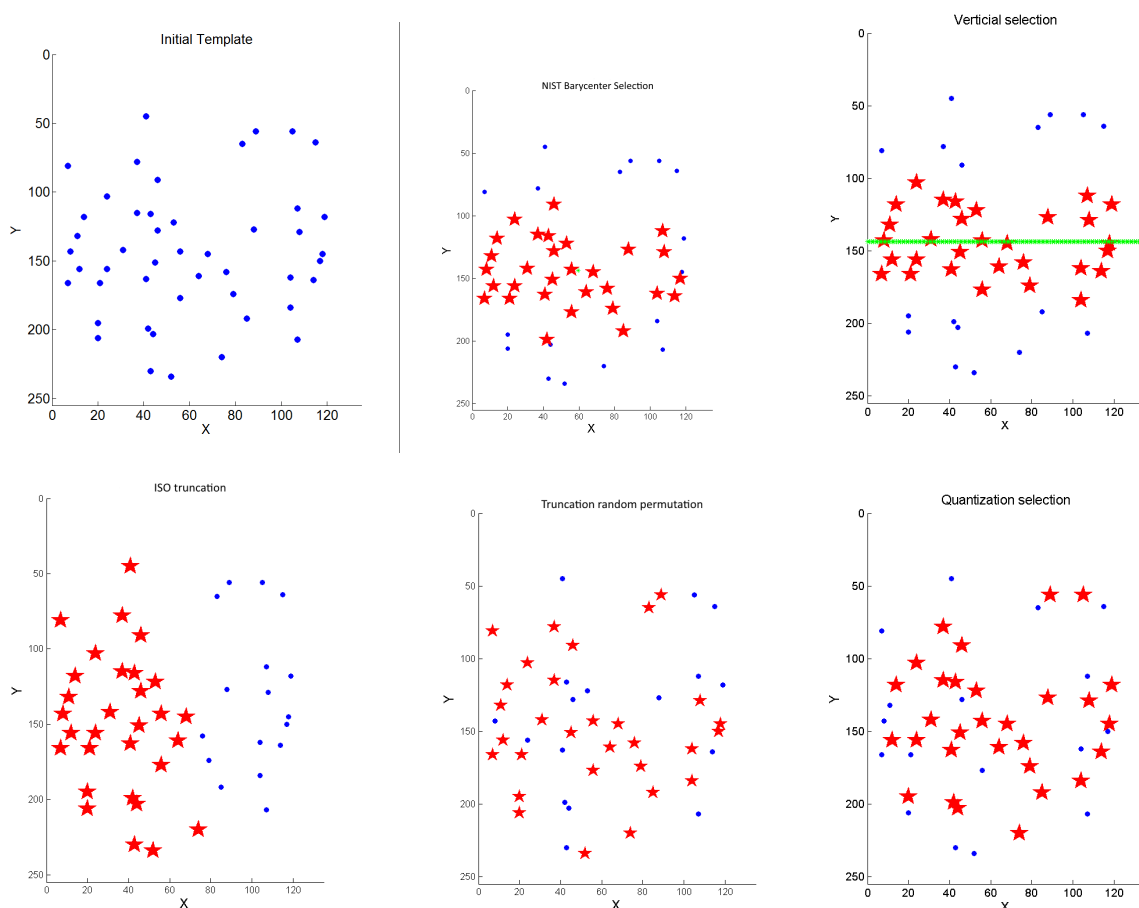 Initial Template
0
50
100
150
200
250
Y
0 20 40 60 80 100 120
X
NIST Barycenter Selection
0
50
100
150
200
250
Y
0 20 40 60 80 100 120
X
Verticial selection
0
50
100
150
200
250
Y
0 20 40 60 80 100 120
X
ISO truncation
0
50
100
150
200
250
Y
0 20 40 60 80 100 120
X
Truncation random permutation
0
50
100
150
200
250
Y
0 20 40 60 80 100 120
X
Quantization selection
0
50
100
150
200
250
Y
0 20 40 60 80 100 120
X